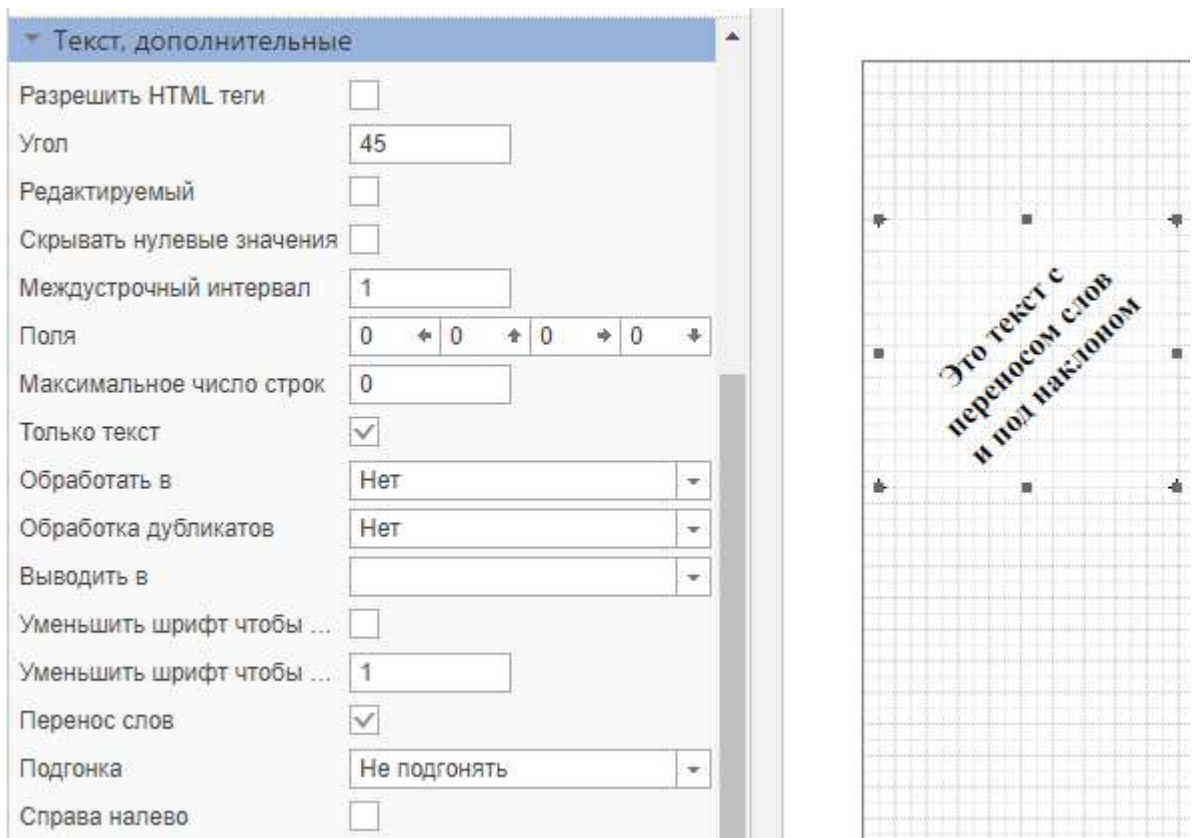 Текст, дополнительные
Разрешить HTML теги
Угол 45
Редактируемый
Скрывать нулевые значения
Междустрочный интервал 1
Поля 0 0 0 0
Максимальное число строк 0
Только текст
Обработать в Нет
Обработка дубликатов Нет
Выводить в
Уменьшить шрифт чтобы ...
Уменьшить шрифт чтобы ... 1
Перенос слов
Подгонка Не подгонять
Справа налево
Это текст с
переносом слов
и под наклоном